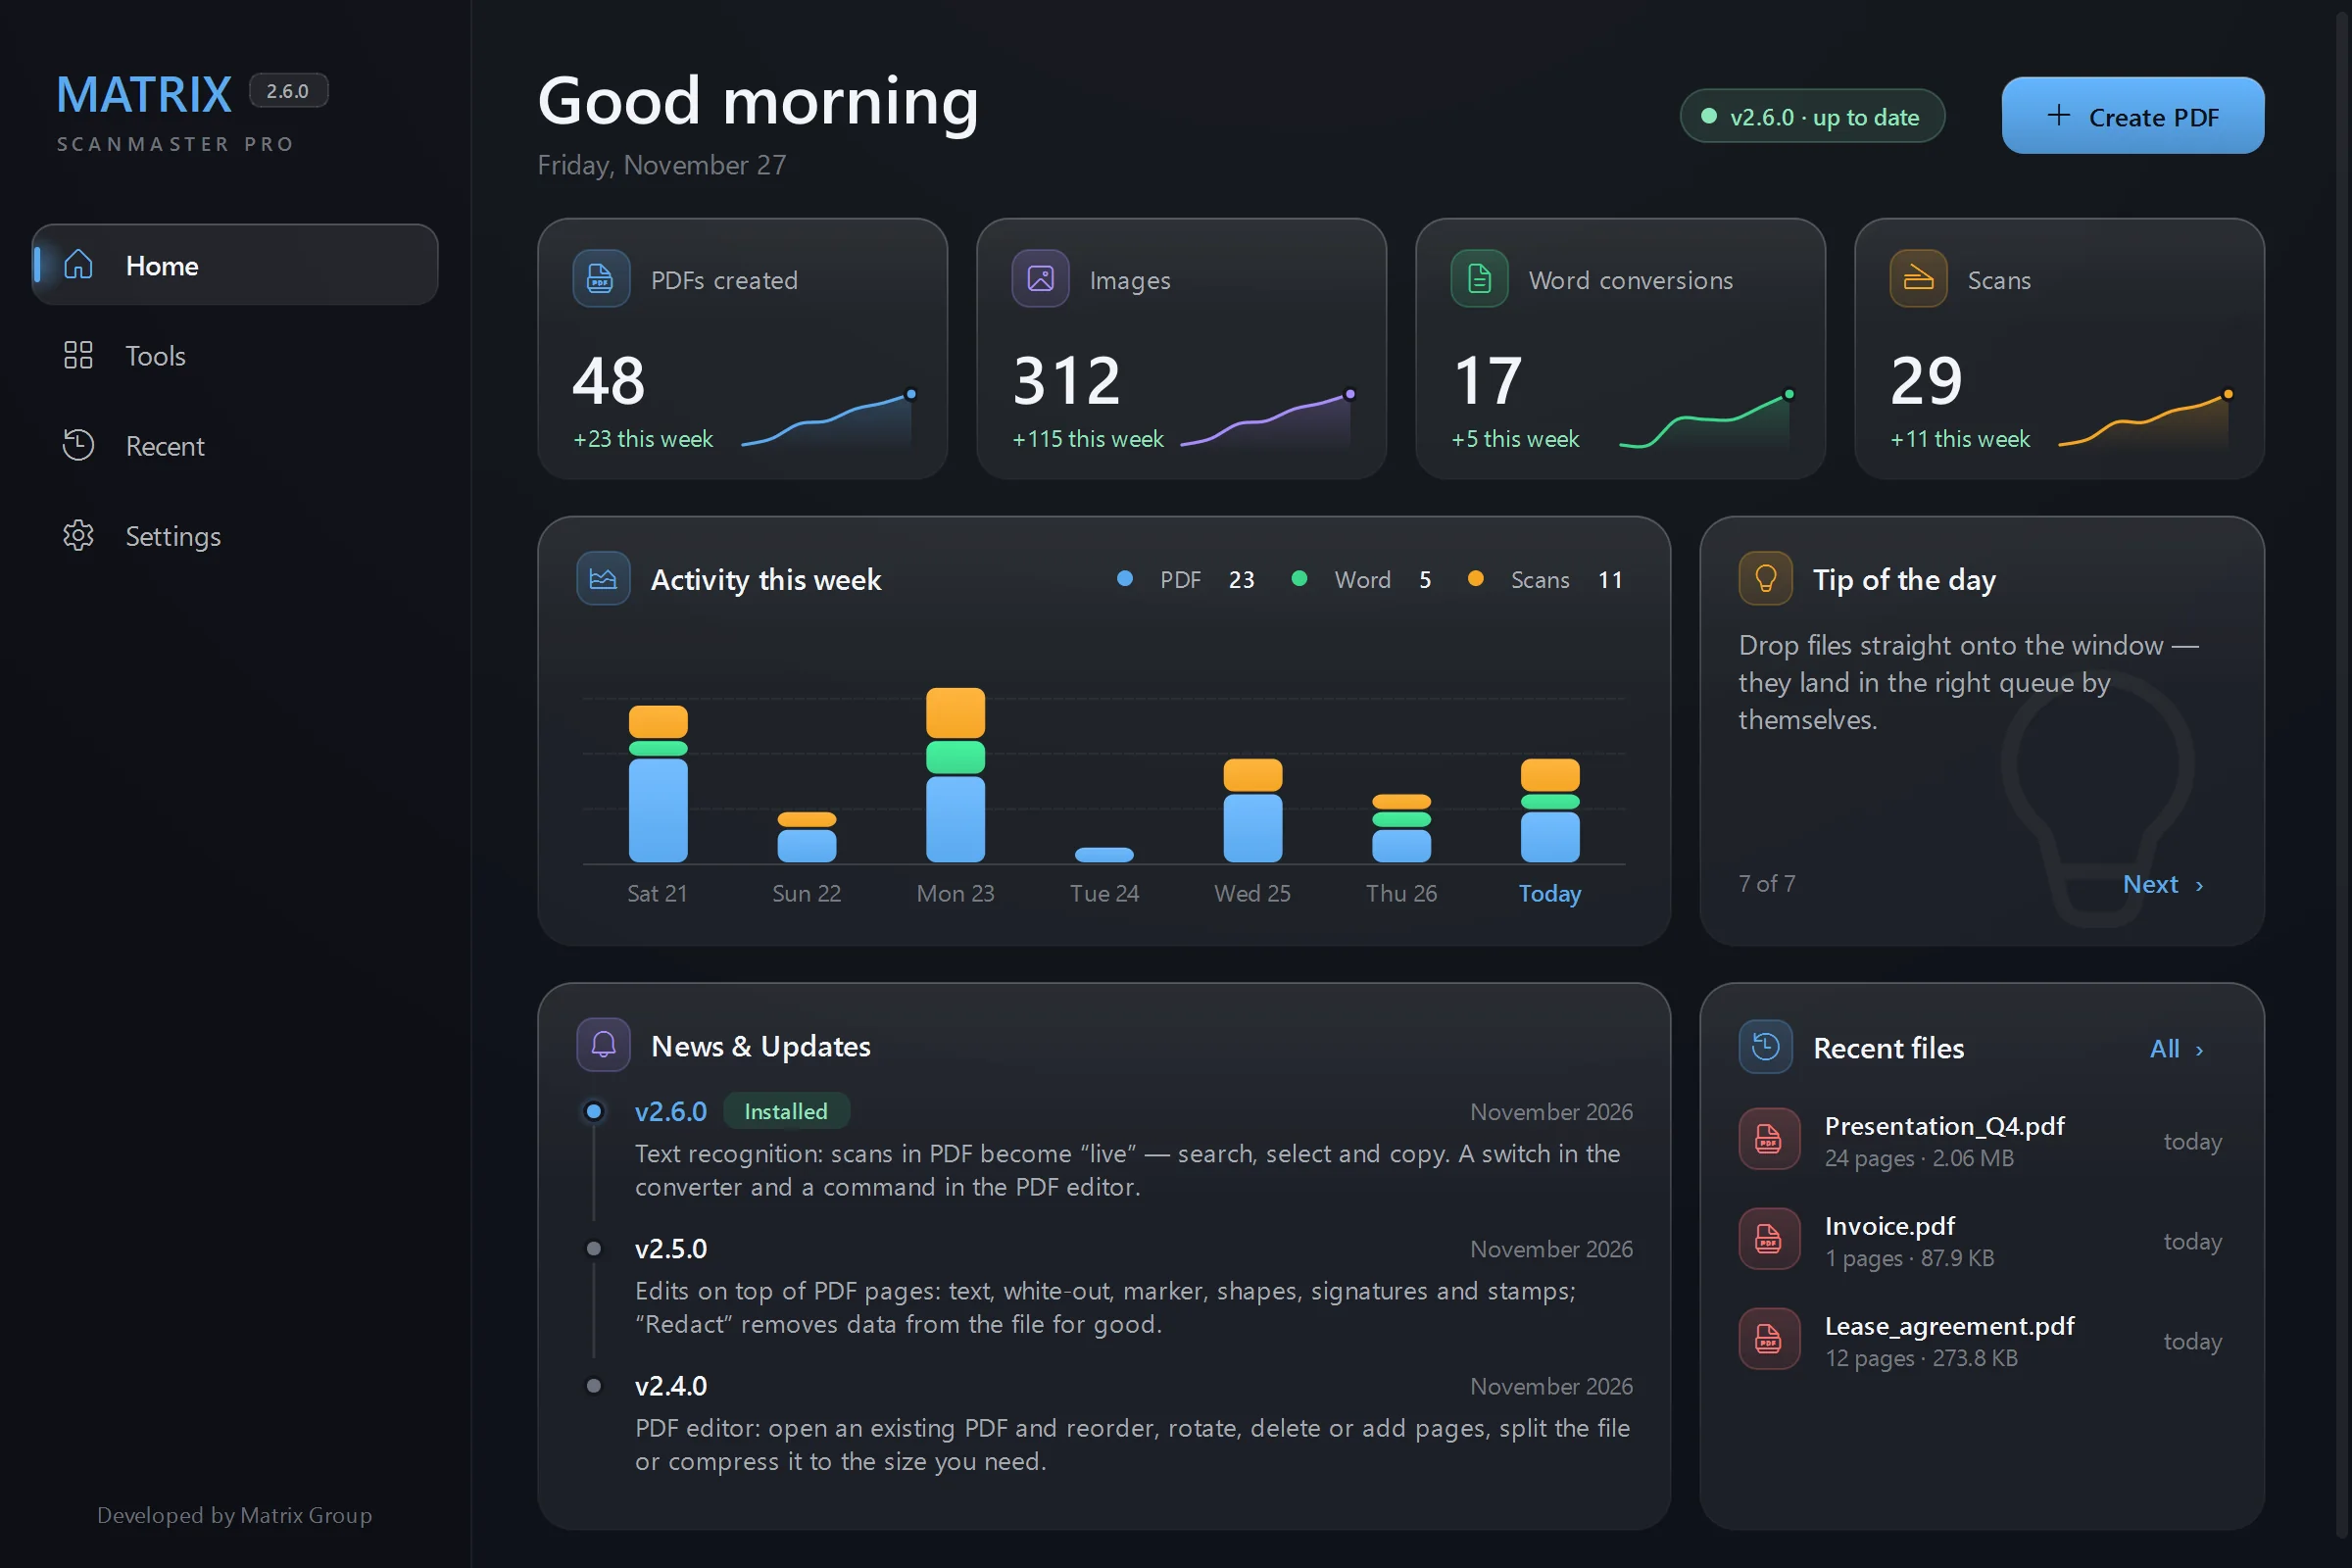 MATRIX 2.6.0
SCANMASTER PRO
Home
Tools
Recent
Settings
Developed by Matrix Group
Good morning
Friday, November 27
v2.6.0 · up to date
+ Create PDF
PDFs created
48
+23 this week
Images
312
+115 this week
Word conversions
17
+5 this week
Scans
29
+11 this week
Activity this week
PDF 23 Word 5 Scans 11
Sat 21 Sun 22 Mon 23 Tue 24 Wed 25 Thu 26 Today
Tip of the day
Drop files straight onto the window —
they land in the right queue by
themselves.
7 of 7
Next ›
News & Updates
v2.6.0 Installed November 2026
Text recognition: scans in PDF become “live” — search, select and copy. A switch in the
converter and a command in the PDF editor.
v2.5.0 November 2026
Edits on top of PDF pages: text, white-out, marker, shapes, signatures and stamps;
“Redact” removes data from the file for good.
v2.4.0 November 2026
PDF editor: open an existing PDF and reorder, rotate, delete or add pages, split the file
or compress it to the size you need.
Recent files
All ›
PDF
Presentation_Q4.pdf
24 pages · 2.06 MB
today
PDF
Invoice.pdf
1 pages · 87.9 KB
today
PDF
Lease_agreement.pdf
12 pages · 273.8 KB
today